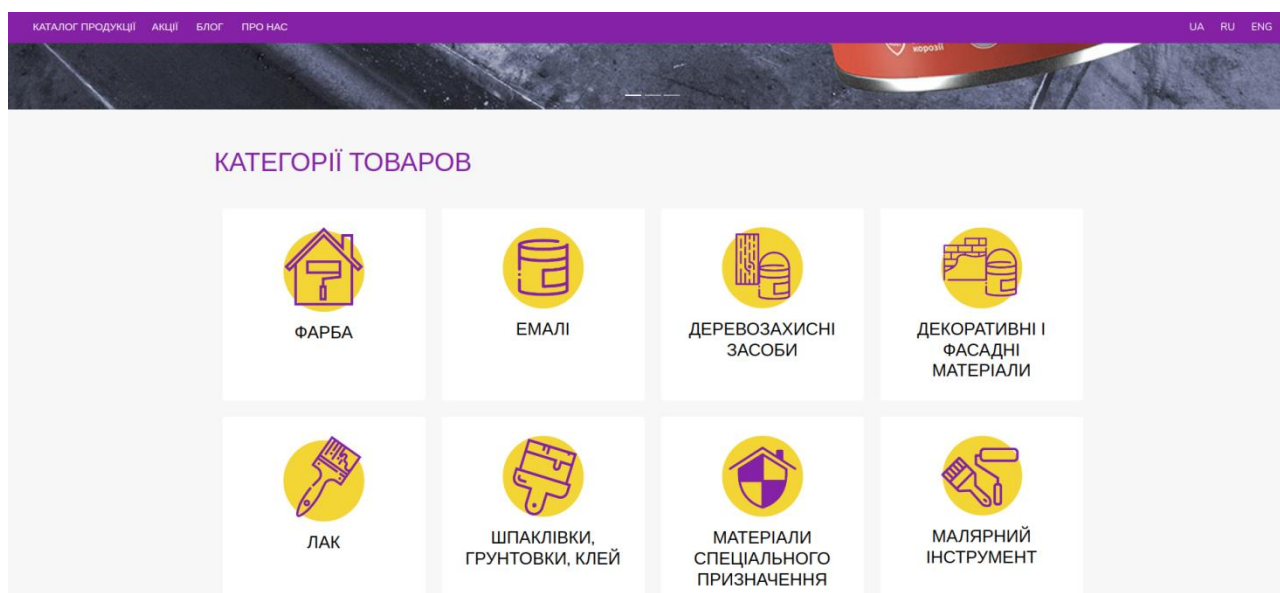 КАТАЛОГ ПРОДУКЦІЇ АКЦІЇ БЛОГ ПРО НАС UA RU ENG
корозії
КАТЕГОРІЇ ТОВАРОВ
ФАРБА
ЕМАЛІ
ДЕРЕВОЗАХИСНІ
ЗАСОБИ
ДЕКОРАТИВНІ І
ФАСАДНІ
МАТЕРІАЛИ
ЛАК
ШПАКЛІВКИ,
ГРУНТОВКИ, КЛЕЙ
МАТЕРІАЛИ
СПЕЦІАЛЬНОГО
ПРИЗНАЧЕННЯ
МАЛЯРНИЙ
ІНСТРУМЕНТ